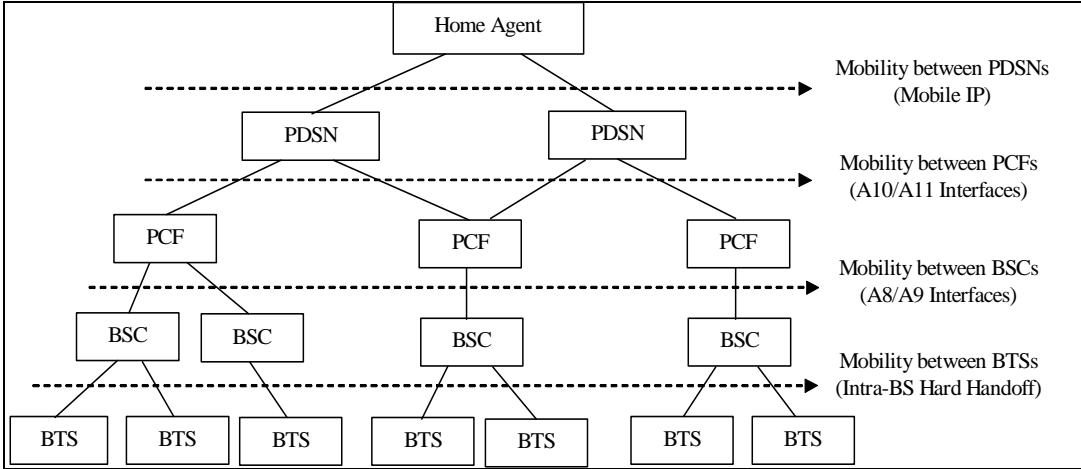 Home Agent
Mobility between PDSNs
(Mobile IP)
PDSN
PDSN
Mobility between PCFs
(A10/A11 Interfaces)
PCF
PCF
PCF
Mobility between BSCs
(A8/A9 Interfaces)
BSC
BSC
BSC
BSC
Mobility between BTSs
(Intra-BS Hard Handoff)
BTS
BTS
BTS
BTS
BTS
BTS
BTS